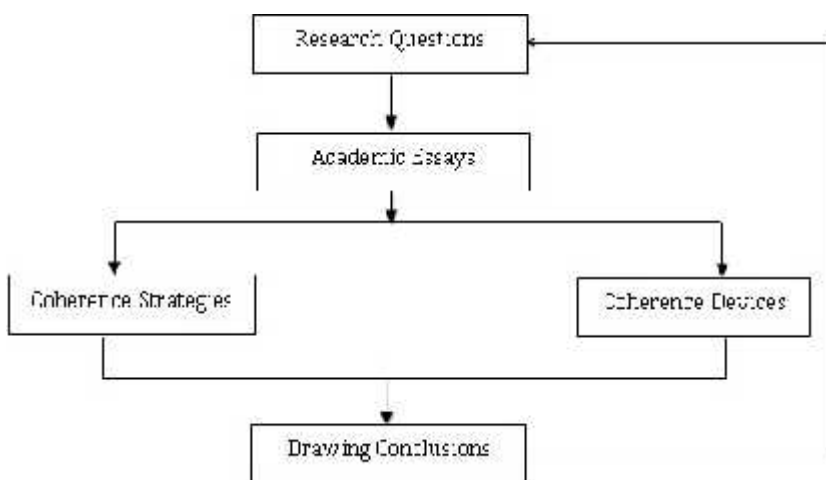 Research Questions
Academic Essays
Coherence Strategies
Coherence Devices
Drawing Conclusions